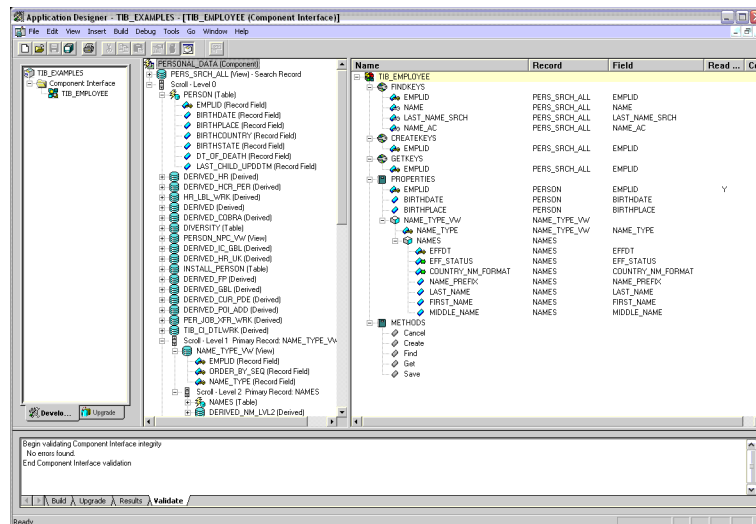 Application Designer - TIB_EXAMPLES - [TIB_EMPLOYEE (Component Interface)]
File Edit View Insert Build Debug Tools Go Window Help
TIB_EXAMPLES
Component Interface
TIB_EMPLOYEE
Develo...
Upgrade
PERSONAL_DATA (Component)
PERS_SRCH_ALL (View) - Search Record
Scroll - Level 0
PERSON (Table)
EMPLID (Record Field)
BIRTHDATE (Record Field)
BIRTHPLACE (Record Field)
BIRTHCOUNTRY (Record Field)
BIRTHSTATE (Record Field)
DT_OF_DEATH (Record Field)
LAST_CHILD_UPDDTM (Record Field)
DERIVED_HR (Derived)
DERIVED_HCR_PER (Derived)
HR_LBL_WRK (Derived)
DERIVED (Derived)
DERIVED_COBRA (Derived)
DIVERSITY (Table)
PERSON_NPC_VW (View)
DERIVED_IC_GBL (Derived)
DERIVED_HR_UK (Derived)
INSTALL_PERSON (Table)
DERIVED_FP (Derived)
DERIVED_GBL (Derived)
DERIVED_CUR_PDE (Derived)
DERIVED_POI_ADD (Derived)
PER_JOB_XFR_WRK (Derived)
TIB_CI_DTLWRK (Derived)
Scroll - Level 1 Primary Record: NAME_TYPE_VW
NAME_TYPE_VW (View)
EMPLID (Record Field)
ORDER_BY_SEQ (Record Field)
NAME_TYPE (Record Field)
Scroll - Level 2 Primary Record: NAMES
NAMES (Table)
DERIVED_NM_LVL2 (Derived)
Name Record Field Read ... Co
TIB_EMPLOYEE
FINDKEYS
EMPLID PERS_SRCH_ALL EMPLID
NAME PERS_SRCH_ALL NAME
LAST_NAME_SRCH PERS_SRCH_ALL LAST_NAME_SRCH
NAME_AC PERS_SRCH_ALL NAME_AC
CREATEKEYS
EMPLID PERS_SRCH_ALL EMPLID
GETKEYS
EMPLID PERS_SRCH_ALL EMPLID
PROPERTIES
EMPLID PERSON EMPLID Y
BIRTHDATE PERSON BIRTHDATE
BIRTHPLACE PERSON BIRTHPLACE
NAME_TYPE_VW NAME_TYPE_VW
NAME_TYPE NAME_TYPE_VW NAME_TYPE
NAMES NAMES
EFFDT NAMES EFFDT
EFF_STATUS NAMES EFF_STATUS
COUNTRY_NM_FORMAT NAMES COUNTRY_NM_FORMAT
NAME_PREFIX NAMES NAME_PREFIX
LAST_NAME NAMES LAST_NAME
FIRST_NAME NAMES FIRST_NAME
MIDDLE_NAME NAMES MIDDLE_NAME
METHODS
Cancel
Create
Find
Get
Save
Begin validating Component Interface integrity
No errors found.
End Component Interface validation
Build Upgrade Results Validate
Ready